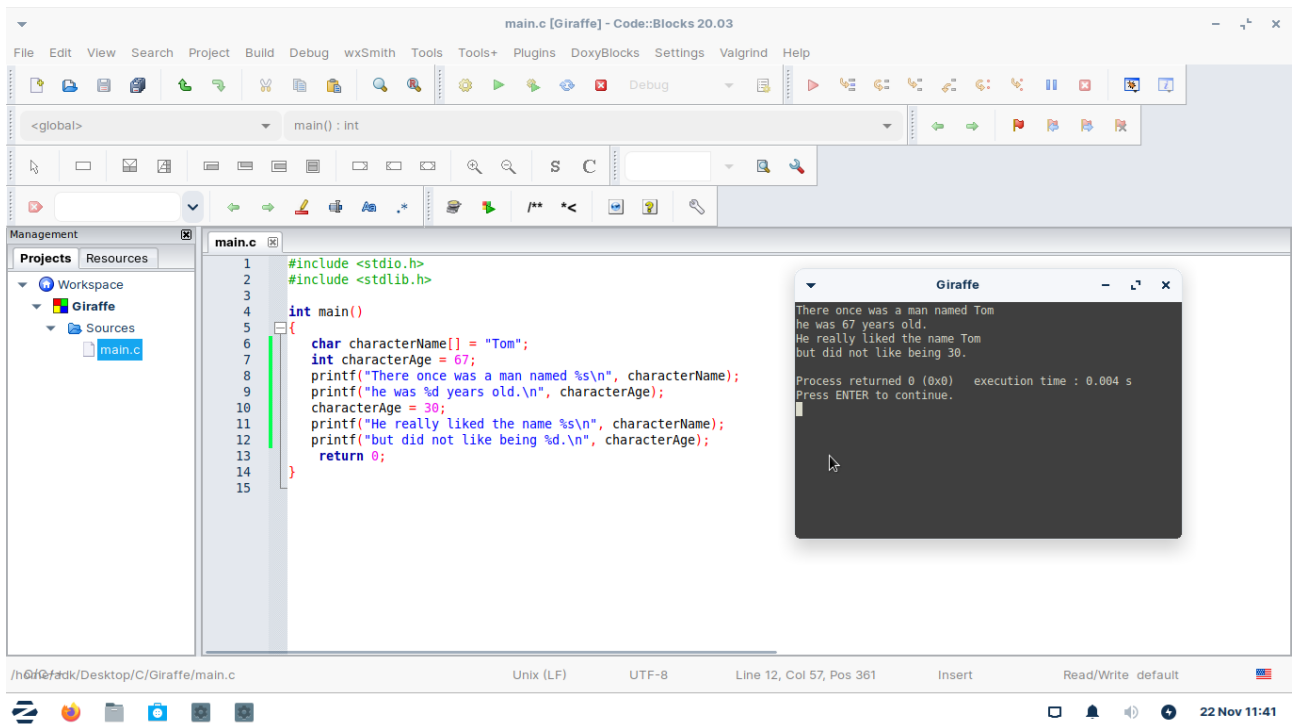 main.c [Giraffe] - Code::Blocks 20.03
File Edit View Search Project Build Debug wxSmith Tools Tools+ Plugins DoxyBlocks Settings Valgrind Help
Debug
<global>
main() : int
S C
/** *<
Management
Projects Resources
Workspace
Giraffe
Sources
main.c
main.c
1 #include <stdio.h>
2 #include <stdlib.h>
3
4 int main()
5 {
6 char characterName[] = "Tom";
7 int characterAge = 67;
8 printf("There once was a man named %s\n", characterName);
9 printf("he was %d years old.\n", characterAge);
10 characterAge = 30;
11 printf("He really liked the name %s\n", characterName);
12 printf("but did not like being %d.\n", characterAge);
13 return 0;
14 }
15
Giraffe
There once was a man named Tom
he was 67 years old.
He really liked the name Tom
but did not like being 30.
Process returned 0 (0x0) execution time : 0.004 s
Press ENTER to continue.
/Desktop/C/Giraffe/main.c Unix (LF) UTF-8 Line 12, Col 57, Pos 361 Insert Read/Write default
22 Nov 11:41